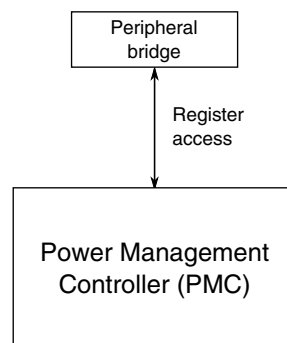 Peripheral
bridge
Register
access
Power Management
Controller (PMC)